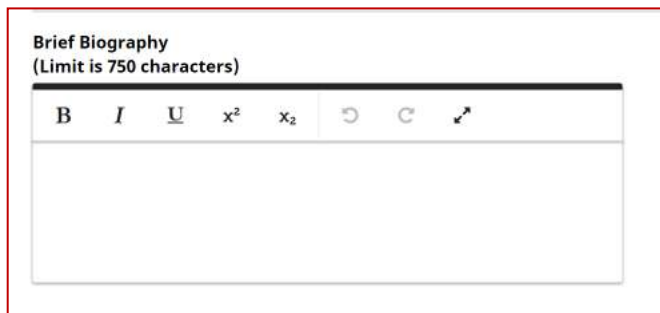 Brief Biography
(Limit is 750 characters)
B I U x² x₂